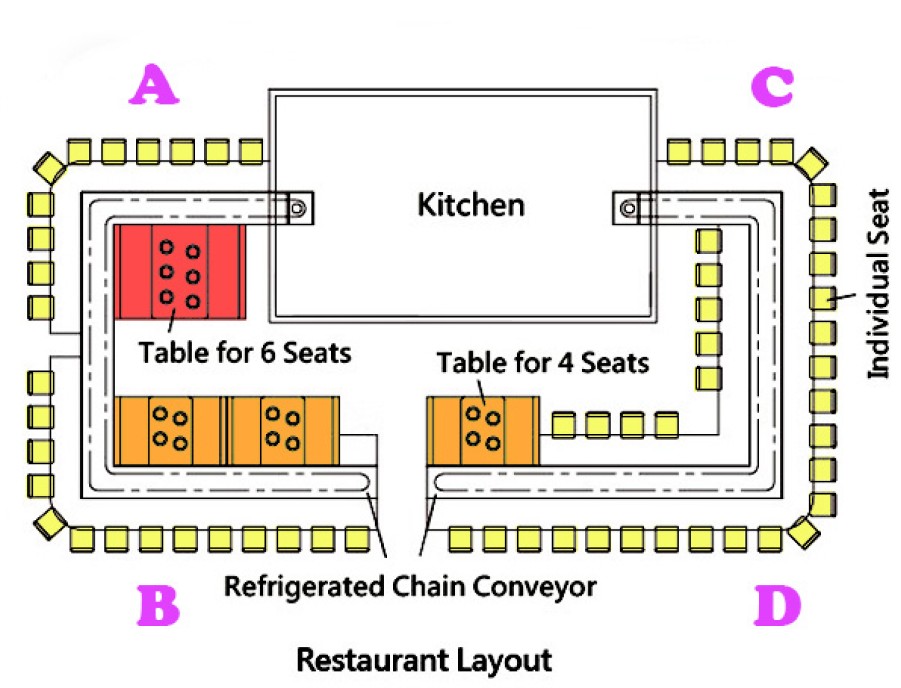 A
C
Kitchen
Individual Seat
Table for 6 Seats
Table for 4 Seats
Refrigerated Chain Conveyor
B
D
Restaurant Layout